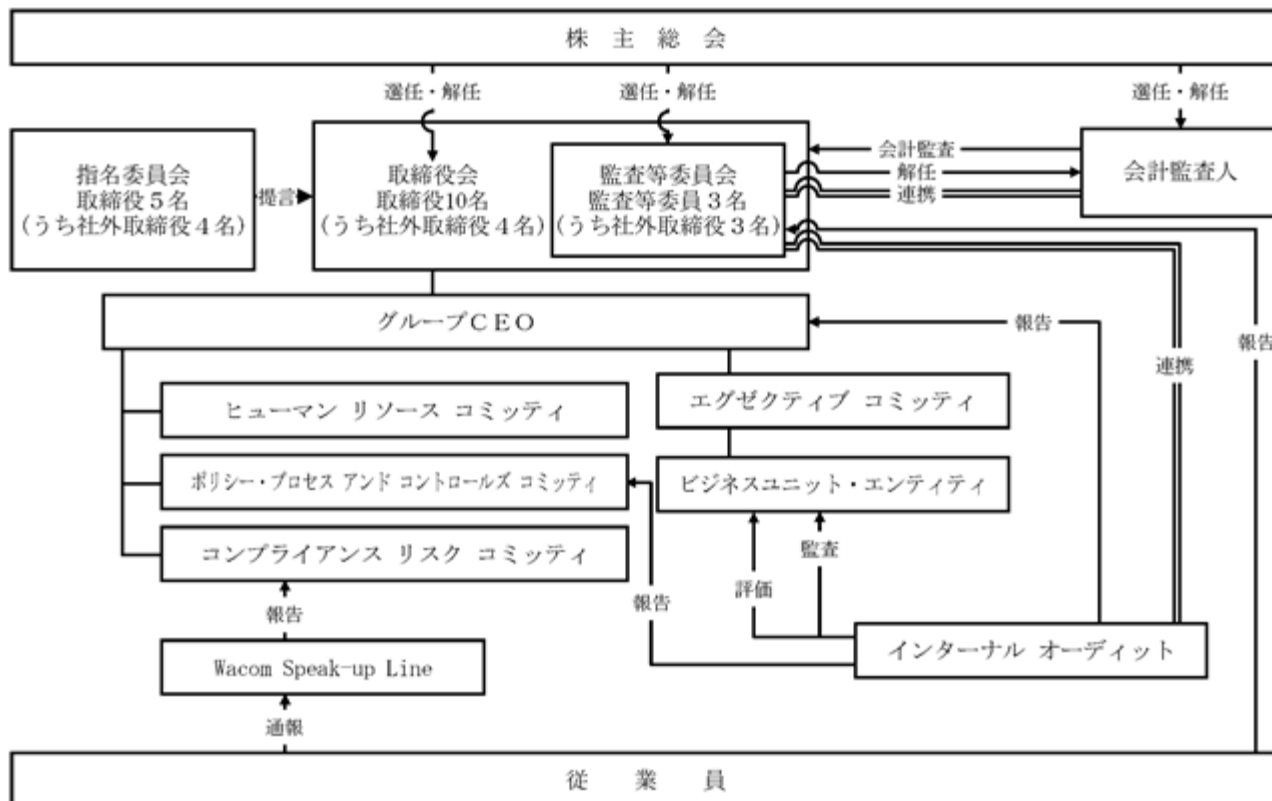 株 主 総 会
選任・解任
選任・解任
選任・解任
指名委員会
取締役５名
(うち社外取締役４名)
提言
取締役会
取締役10名
(うち社外取締役４名)
監査等委員会
監査等委員３名
(うち社外取締役３名)
会計監査
解任
連携
会計監査人
グループＣＥＯ
報告
連携
報告
ヒューマン リソース コミッティ
エグゼクティブ コミッティ
ポリシー・プロセス アンド コントロールズ コミッティ
ビジネスユニット・エンティティ
コンプライアンス リスク コミッティ
監査
評価
報告
報告
インターナル オーディット
Wacom Speak-up Line
通報
従 業 員